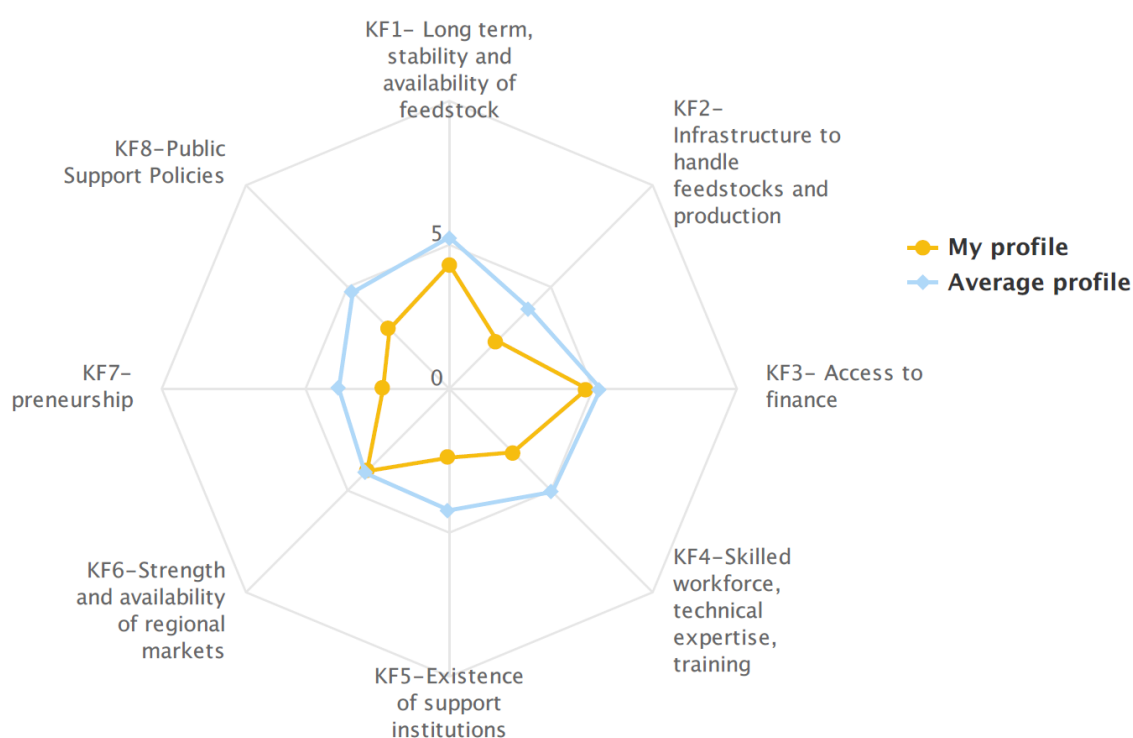 KF1- Long term,
stability and
availability of
feedstock
KF2-
Infrastructure to
handle
feedstocks and
production
KF8-Public
Support Policies
5
My profile
Average profile
0
KF7-
preneurship
KF3- Access to
finance
KF6-Strength
and availability
of regional
markets
KF4-Skilled
workforce,
technical
expertise,
training
KF5-Existence
of support
institutions